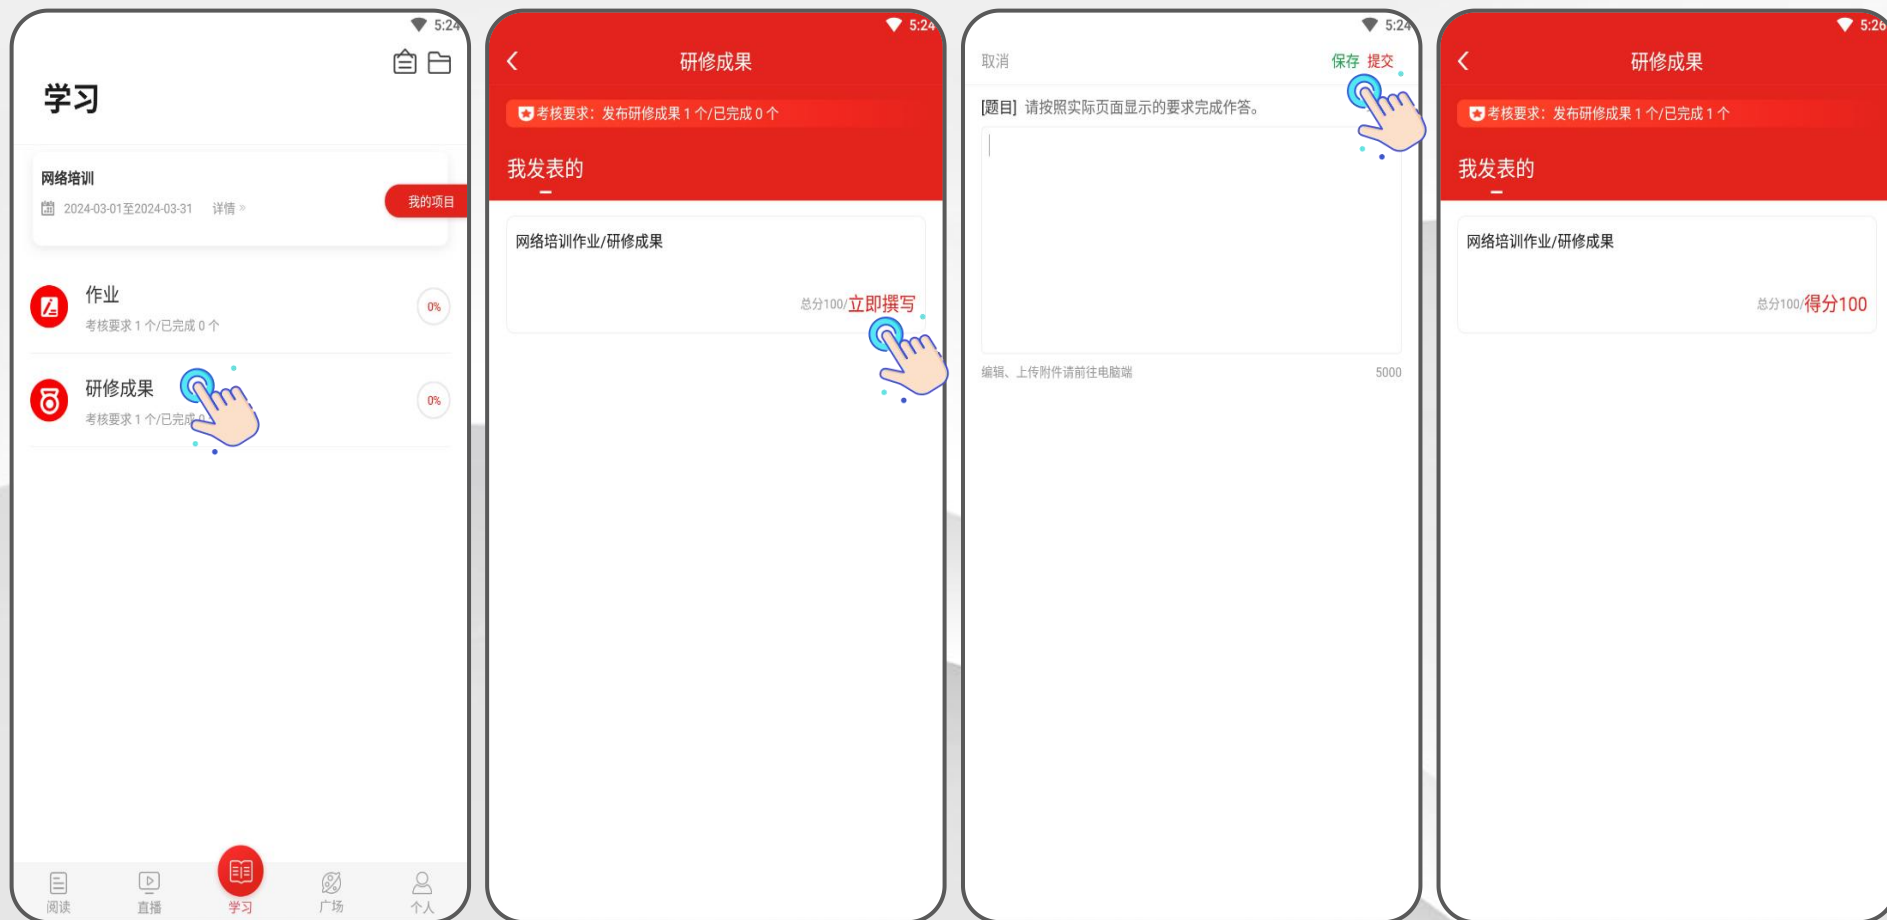 5:24
学习
网络培训
2024-03-01至2024-03-31 详情 »
我的项目
作业
考核要求 1 个/已完成 0 个
0%
研修成果
考核要求 1 个/已完成 0
0%
阅读
直播
学习
广场
个人
5:24
研修成果
考核要求：发布研修成果 1 个/已完成 0 个
我发表的
网络培训作业/研修成果
总分100/立即撰写
5:24
取消
保存 提交
[题目] 请按照实际页面显示的要求完成作答。
编辑、上传附件请前往电脑端
5000
5:26
研修成果
考核要求：发布研修成果 1 个/已完成 1 个
我发表的
网络培训作业/研修成果
总分100/得分100